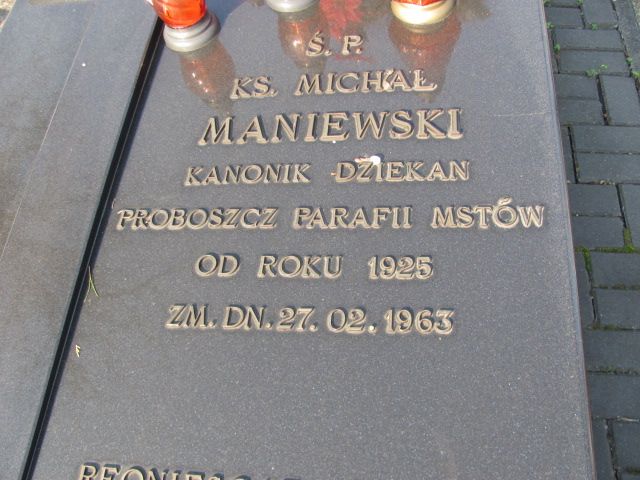 Ś. P.
KS. MICHAŁ
MANIEWSKI
KANONIK DZIEKAN
PROBOSZCZ PARAFII MSTÓW
OD ROKU 1925
ZM. DN. 27. 02. 1963